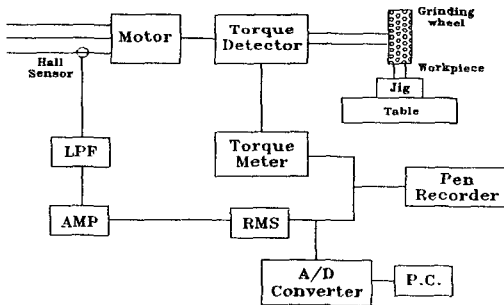 Grinding
wheel
Motor
Torque
Detector
Hall
Sensor
Workpiece
Jig
Table
LPF
Torque
Meter
Pen
Recorder
AMP
RMS
A/D
Converter
P.C.